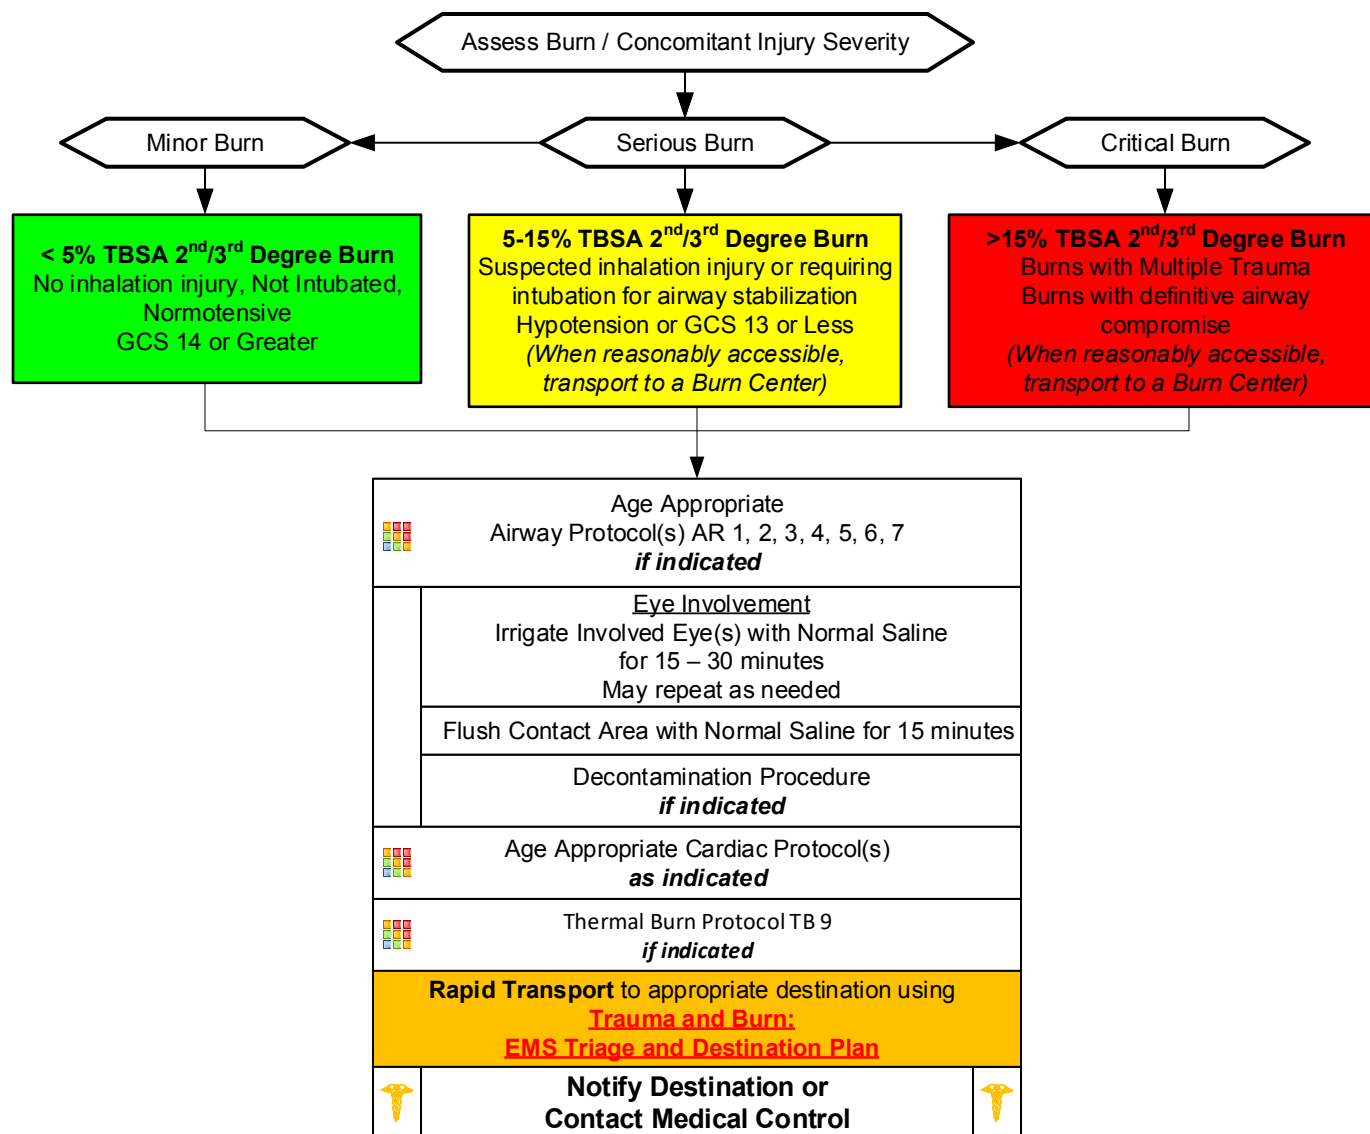 Assess Burn / Concomitant Injury Severity
Minor Burn
Serious Burn
Critical Burn
< 5% TBSA 2nd/3rd Degree Burn
No inhalation injury, Not Intubated,
Normotensive
GCS 14 or Greater
5-15% TBSA 2nd/3rd Degree Burn
Suspected inhalation injury or requiring
intubation for airway stabilization
Hypotension or GCS 13 or Less
(When reasonably accessible,
transport to a Burn Center)
>15% TBSA 2nd/3rd Degree Burn
Burns with Multiple Trauma
Burns with definitive airway
compromise
(When reasonably accessible,
transport to a Burn Center)
Age Appropriate
Airway Protocol(s) AR 1, 2, 3, 4, 5, 6, 7
if indicated
Eye Involvement
Irrigate Involved Eye(s) with Normal Saline
for 15 – 30 minutes
May repeat as needed
Flush Contact Area with Normal Saline for 15 minutes
Decontamination Procedure
if indicated
Age Appropriate Cardiac Protocol(s)
as indicated
Thermal Burn Protocol TB 9
if indicated
Rapid Transport to appropriate destination using
Trauma and Burn:
EMS Triage and Destination Plan
Notify Destination or
Contact Medical Control